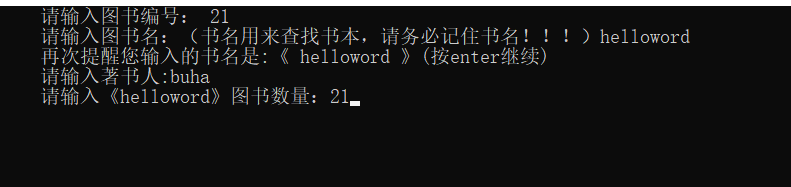 请输入图书编号： 21
请输入图书名：（书名用来查找书本，请务必记住书名！！！）helloword
再次提醒您输入的书名是:《 helloword 》(按enter继续)
请输入著书人:buha
请输入《helloword》图书数量：21